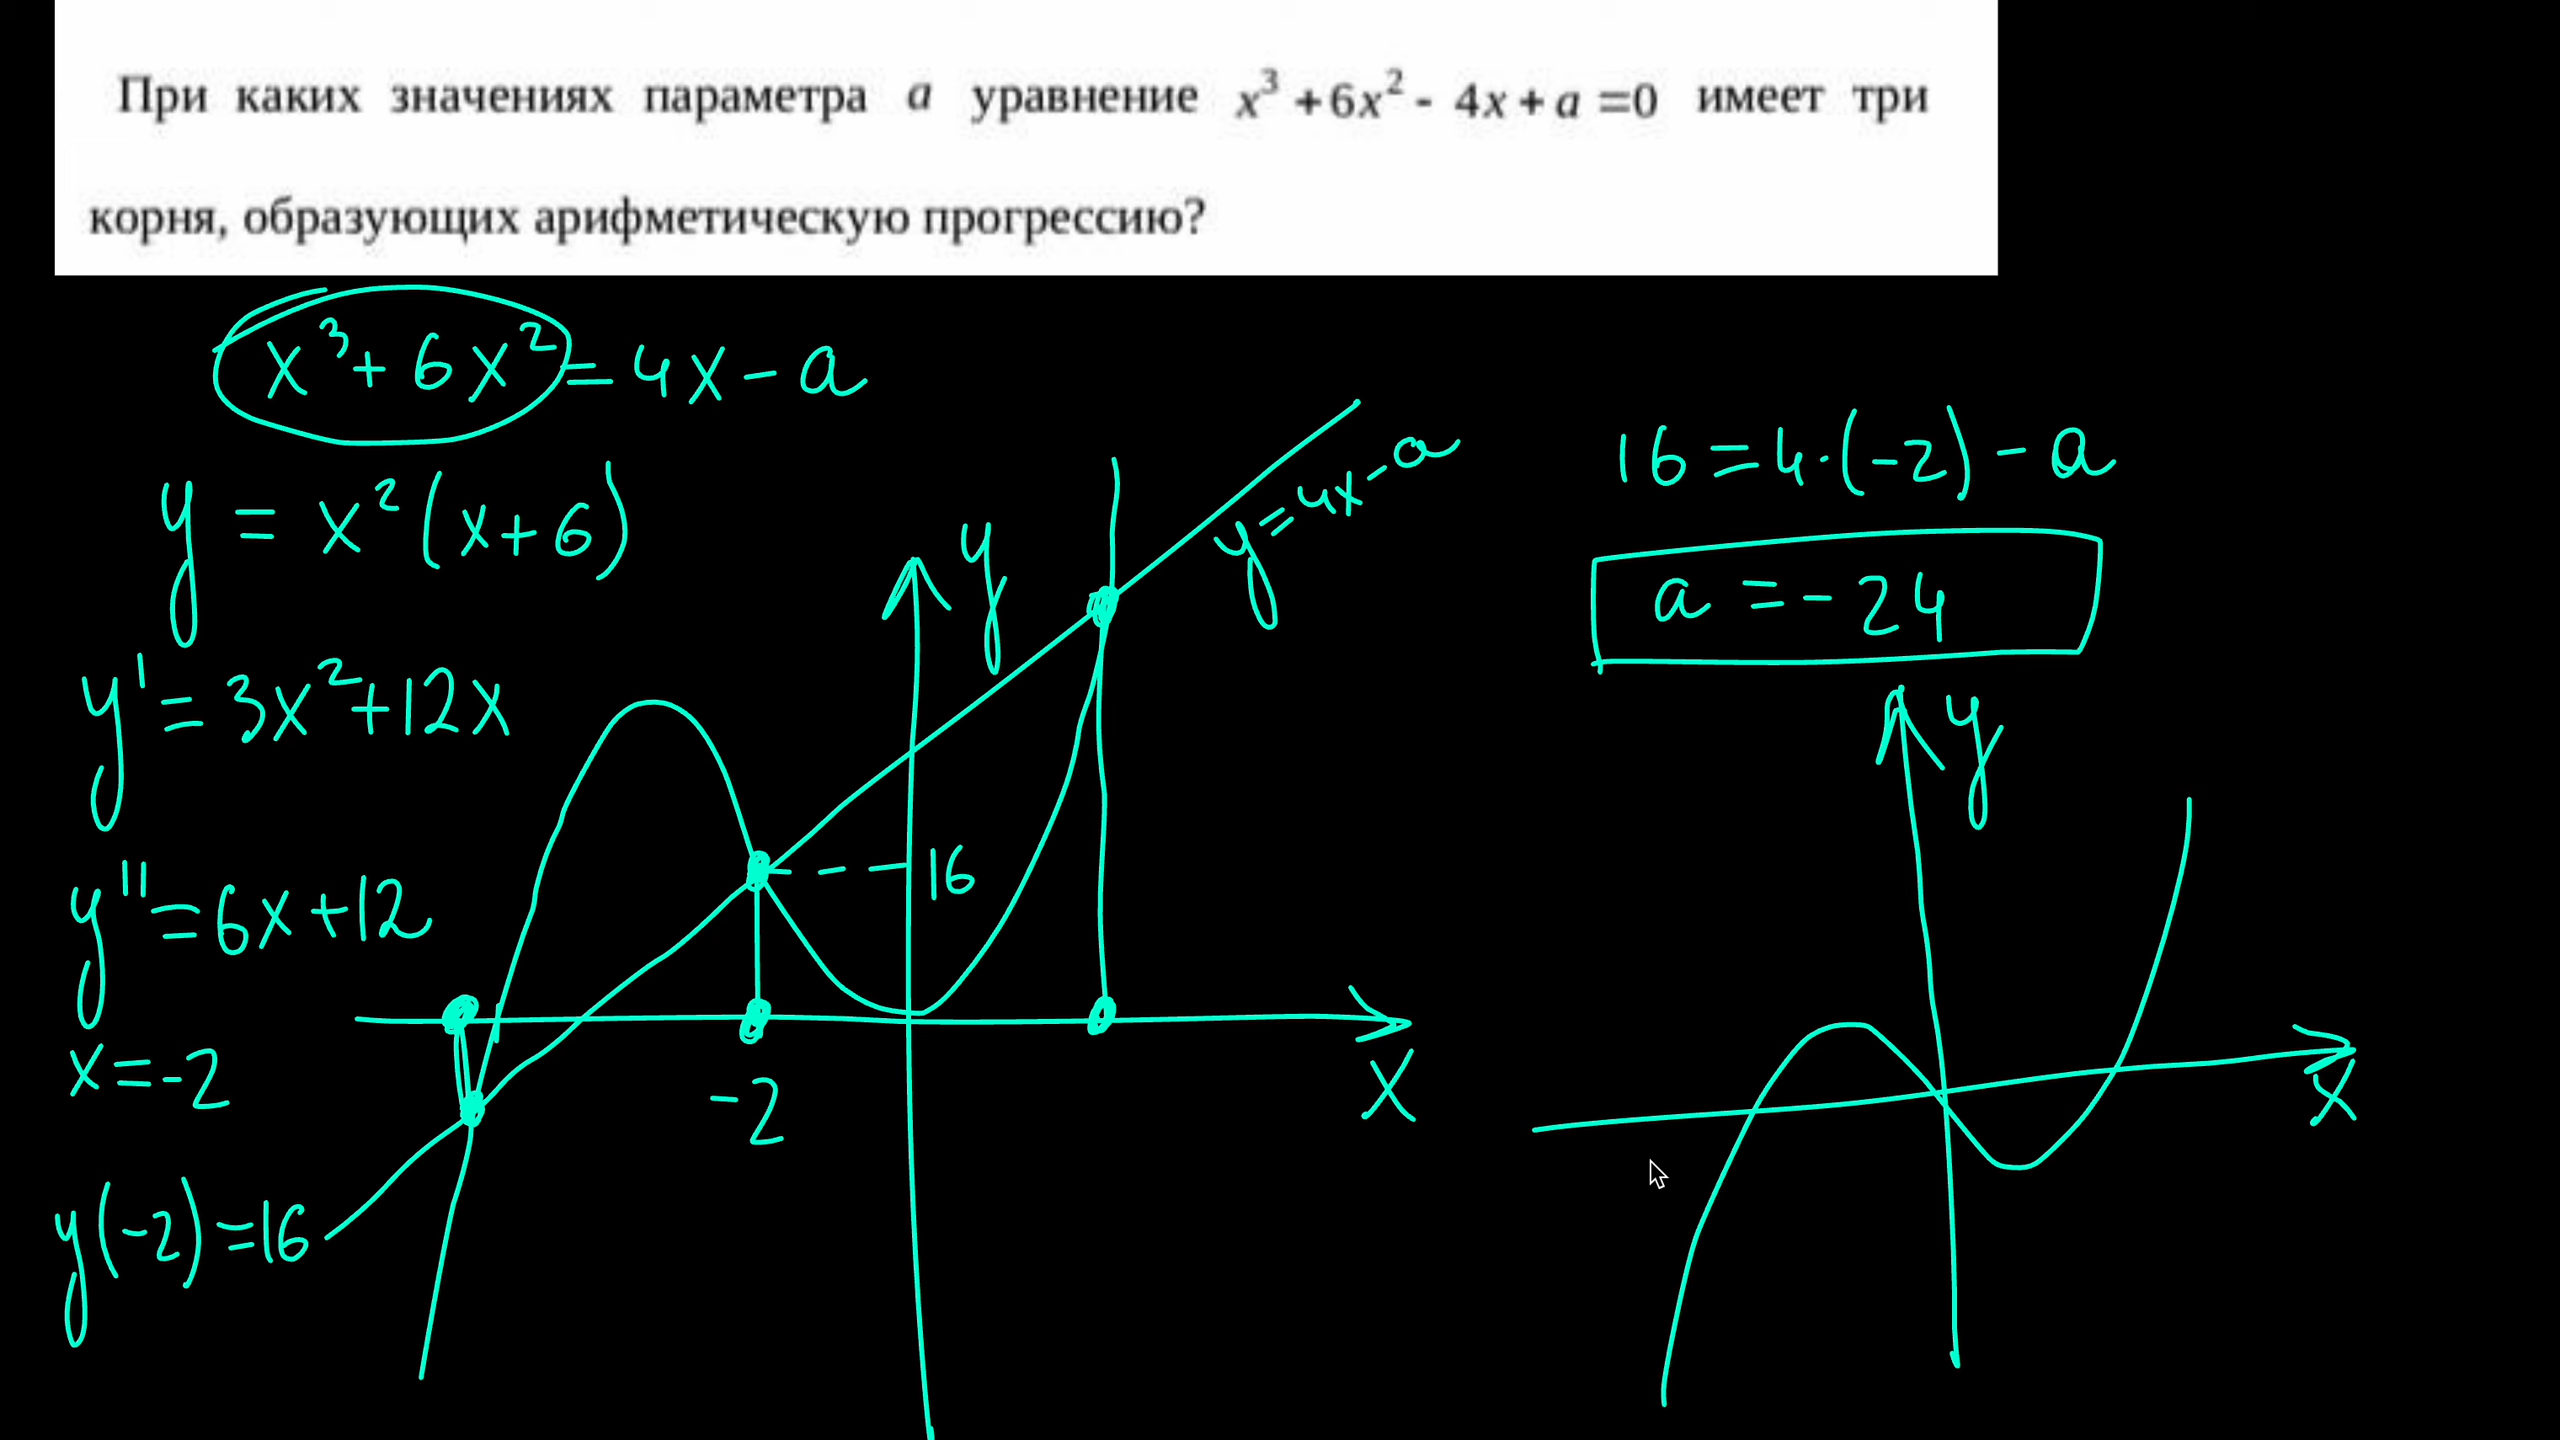 При каких значениях параметра a уравнение x³ + 6x² - 4x + a = 0 имеет три
корня, образующих арифметическую прогрессию?
x³ + 6x² = 4x - a
y = x²(x+6)
y' = 3x² + 12x
y'' = 6x + 12
x = -2
y(-2) = 16
y
y = 4x - a
16
-2
x
16 = 4·(-2) - a
a = -24
y
x